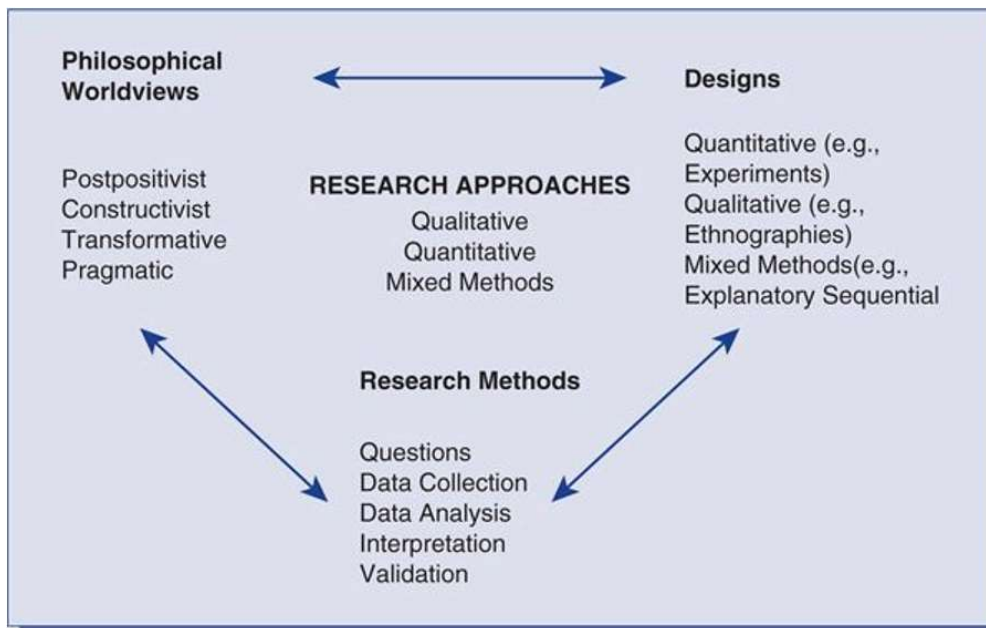 Philosophical
Worldviews
Postpositivist
Constructivist
Transformative
Pragmatic
RESEARCH APPROACHES
Qualitative
Quantitative
Mixed Methods
Designs
Quantitative (e.g.,
Experiments)
Qualitative (e.g.,
Ethnographies)
Mixed Methods(e.g.,
Explanatory Sequential
Research Methods
Questions
Data Collection
Data Analysis
Interpretation
Validation